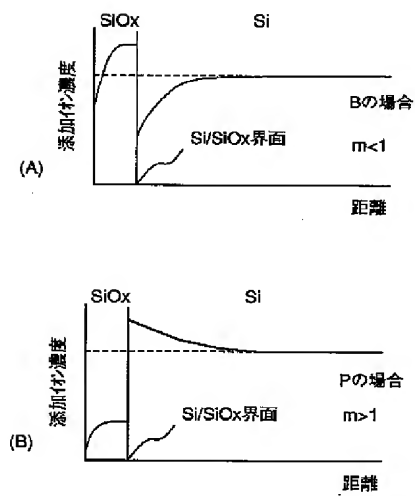 SiOx Si
添加イオン濃度
Bの場合
Si/SiOx界面
m<1
(A)
距離
SiOx Si
添加イオン濃度
Pの場合
Si/SiOx界面
m>1
(B)
距離